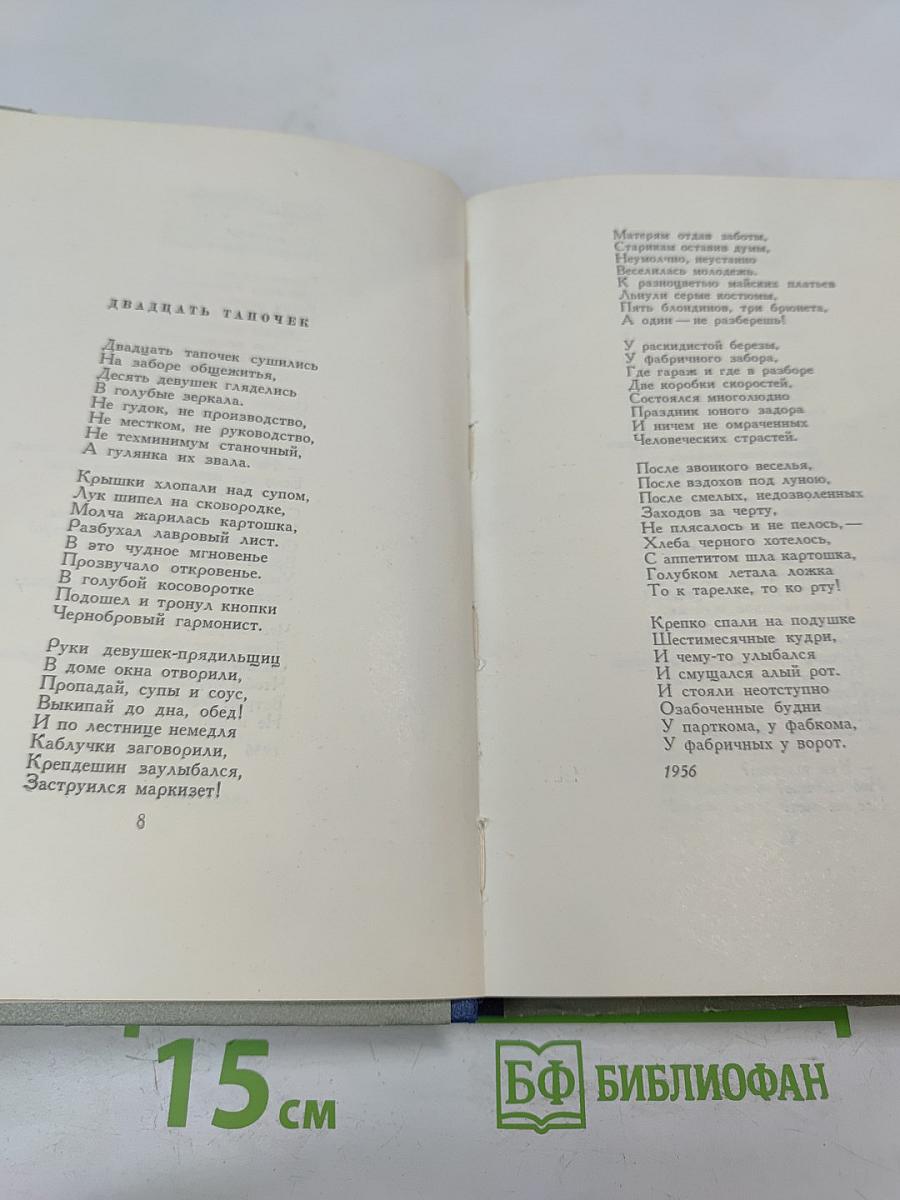 ДВАДЦАТЬ ТАПОЧЕК
Двадцать тапочек сушились
На заборе общежитья,
Десять девушек гляделись
В голубые зеркала.
Не гудок, не производство,
Не местком, не руководство,
Не техминимум станочный,
А гулянка их звала.
Крышки хлопали над супом,
Лук шипел на сковородке,
Молча жарилась картошка,
Разбухал лавровый лист.
В это чудное мгновенье
Прозвучало откровенье.
В голубой косоворотке
Подошел и тронул кнопки
Чернобровый гармонист.
Руки девушек-прядильщиц
В доме окна отворили,
Пропадай, супы и соус,
Выкипай до дна, обед!
И по лестнице немедля
Каблучки заговорили,
Крепдешин заулыбался,
Заструился маркизет!
8
Матерям отдав заботы,
Старикам оставив думы,
Неумолчно, неустанно
Веселилась молодежь.
К разноцветью майских платьев
Льнули серые костюмы,
Пять блондинов, три брюнета,
А один — не разберешь!
У раскидистой березы,
У фабричного забора,
Где гараж и где в разборе
Две коробки скоростей,
Состоялся многолюдно
Праздник юного задора
И ничем не омраченных
Человеческих страстей.
После звонкого веселья,
После вздохов под луною,
После смелых, недозволенных
Заходов за черту,
Не плясалось и не пелось, —
Хлеба черного хотелось,
С аппетитом шла картошка,
Голубком летала ложка
То к тарелке, то ко рту!
Крепко спали на подушке
Шестимесячные кудри,
И чему-то улыбался
И смущался алый рот.
И стояли неотступно
Озабоченные будни
У парткома, у фабкома,
У фабричных у ворот.
1956
15 см
БФ БИБЛИОФАН